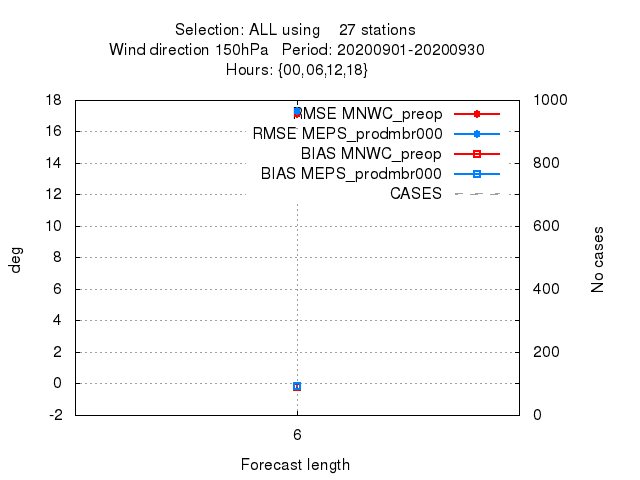 Selection: ALL using 27 stations
Wind direction 150hPa Period: 20200901-20200930
Hours: {00,06,12,18}
18 1000
RMSE MNWC_preop
16
RMSE MEPS_prodmbr000
BIAS MNWC_preop
14 800
BIAS MEPS_prodmbr000
12
CASES
10 600
8
deg
No cases
6 400
4
2 200
0
-2 0
6
Forecast length